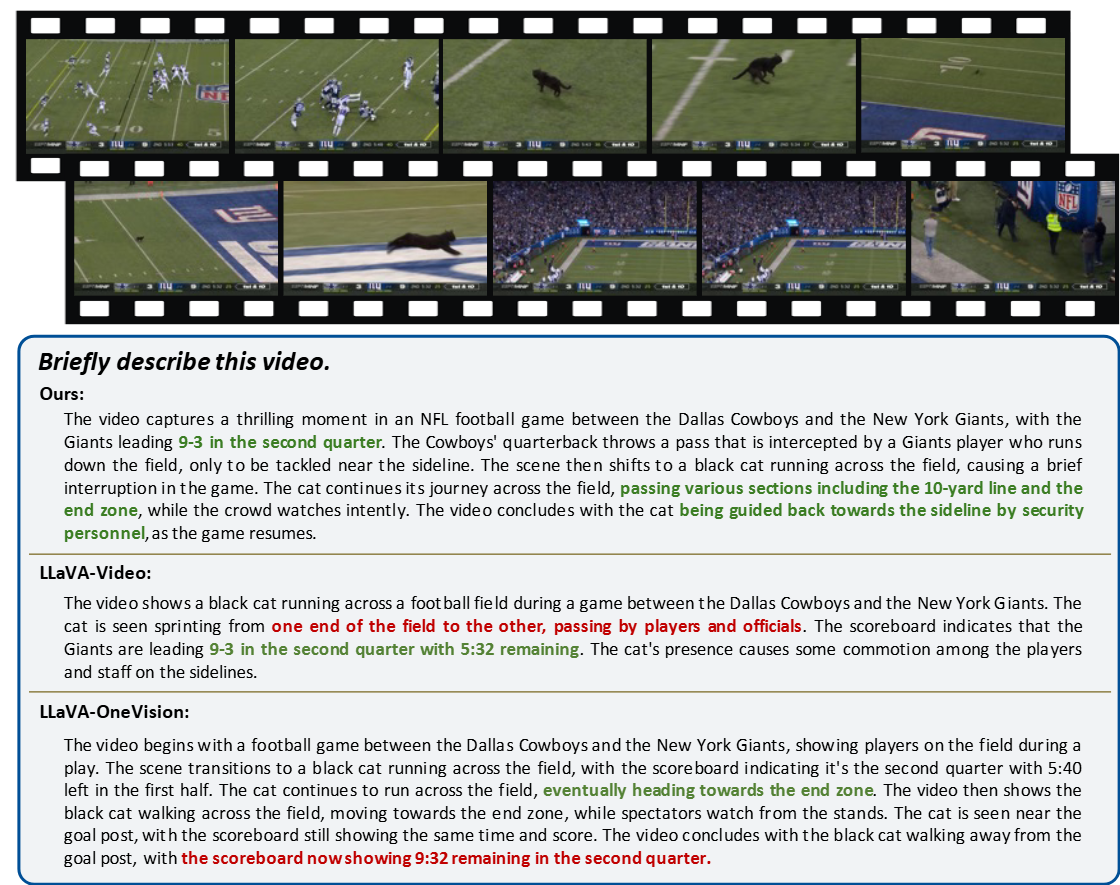 NFL
10
NFL
Briefly describe this video.
Ours:
The video captures a thrilling moment in an NFL football game between the Dallas Cowboys and the New York Giants, with the
Giants leading 9-3 in the second quarter. The Cowboys' quarterback throws a pass that is intercepted by a Giants player who runs
down the field, only to be tackled near the sideline. The scene then shifts to a black cat running across the field, causing a brief
interruption in the game. The cat continues its journey across the field, passing various sections including the 10-yard line and the
end zone, while the crowd watches intently. The video concludes with the cat being guided back towards the sideline by security
personnel, as the game resumes.
LLaVA-Video:
The video shows a black cat running across a football field during a game between the Dallas Cowboys and the New York Giants. The
cat is seen sprinting from one end of the field to the other, passing by players and officials. The scoreboard indicates that the
Giants are leading 9-3 in the second quarter with 5:32 remaining. The cat's presence causes some commotion among the players
and staff on the sidelines.
LLaVA-OneVision:
The video begins with a football game between the Dallas Cowboys and the New York Giants, showing players on the field during a
play. The scene transitions to a black cat running across the field, with the scoreboard indicating it's the second quarter with 5:40
left in the first half. The cat continues to run across the field, eventually heading towards the end zone. The video then shows the
black cat walking across the field, moving towards the end zone, while spectators watch from the stands. The cat is seen near the
goal post, with the scoreboard still showing the same time and score. The video concludes with the black cat walking away from the
goal post, with the scoreboard now showing 9:32 remaining in the second quarter.